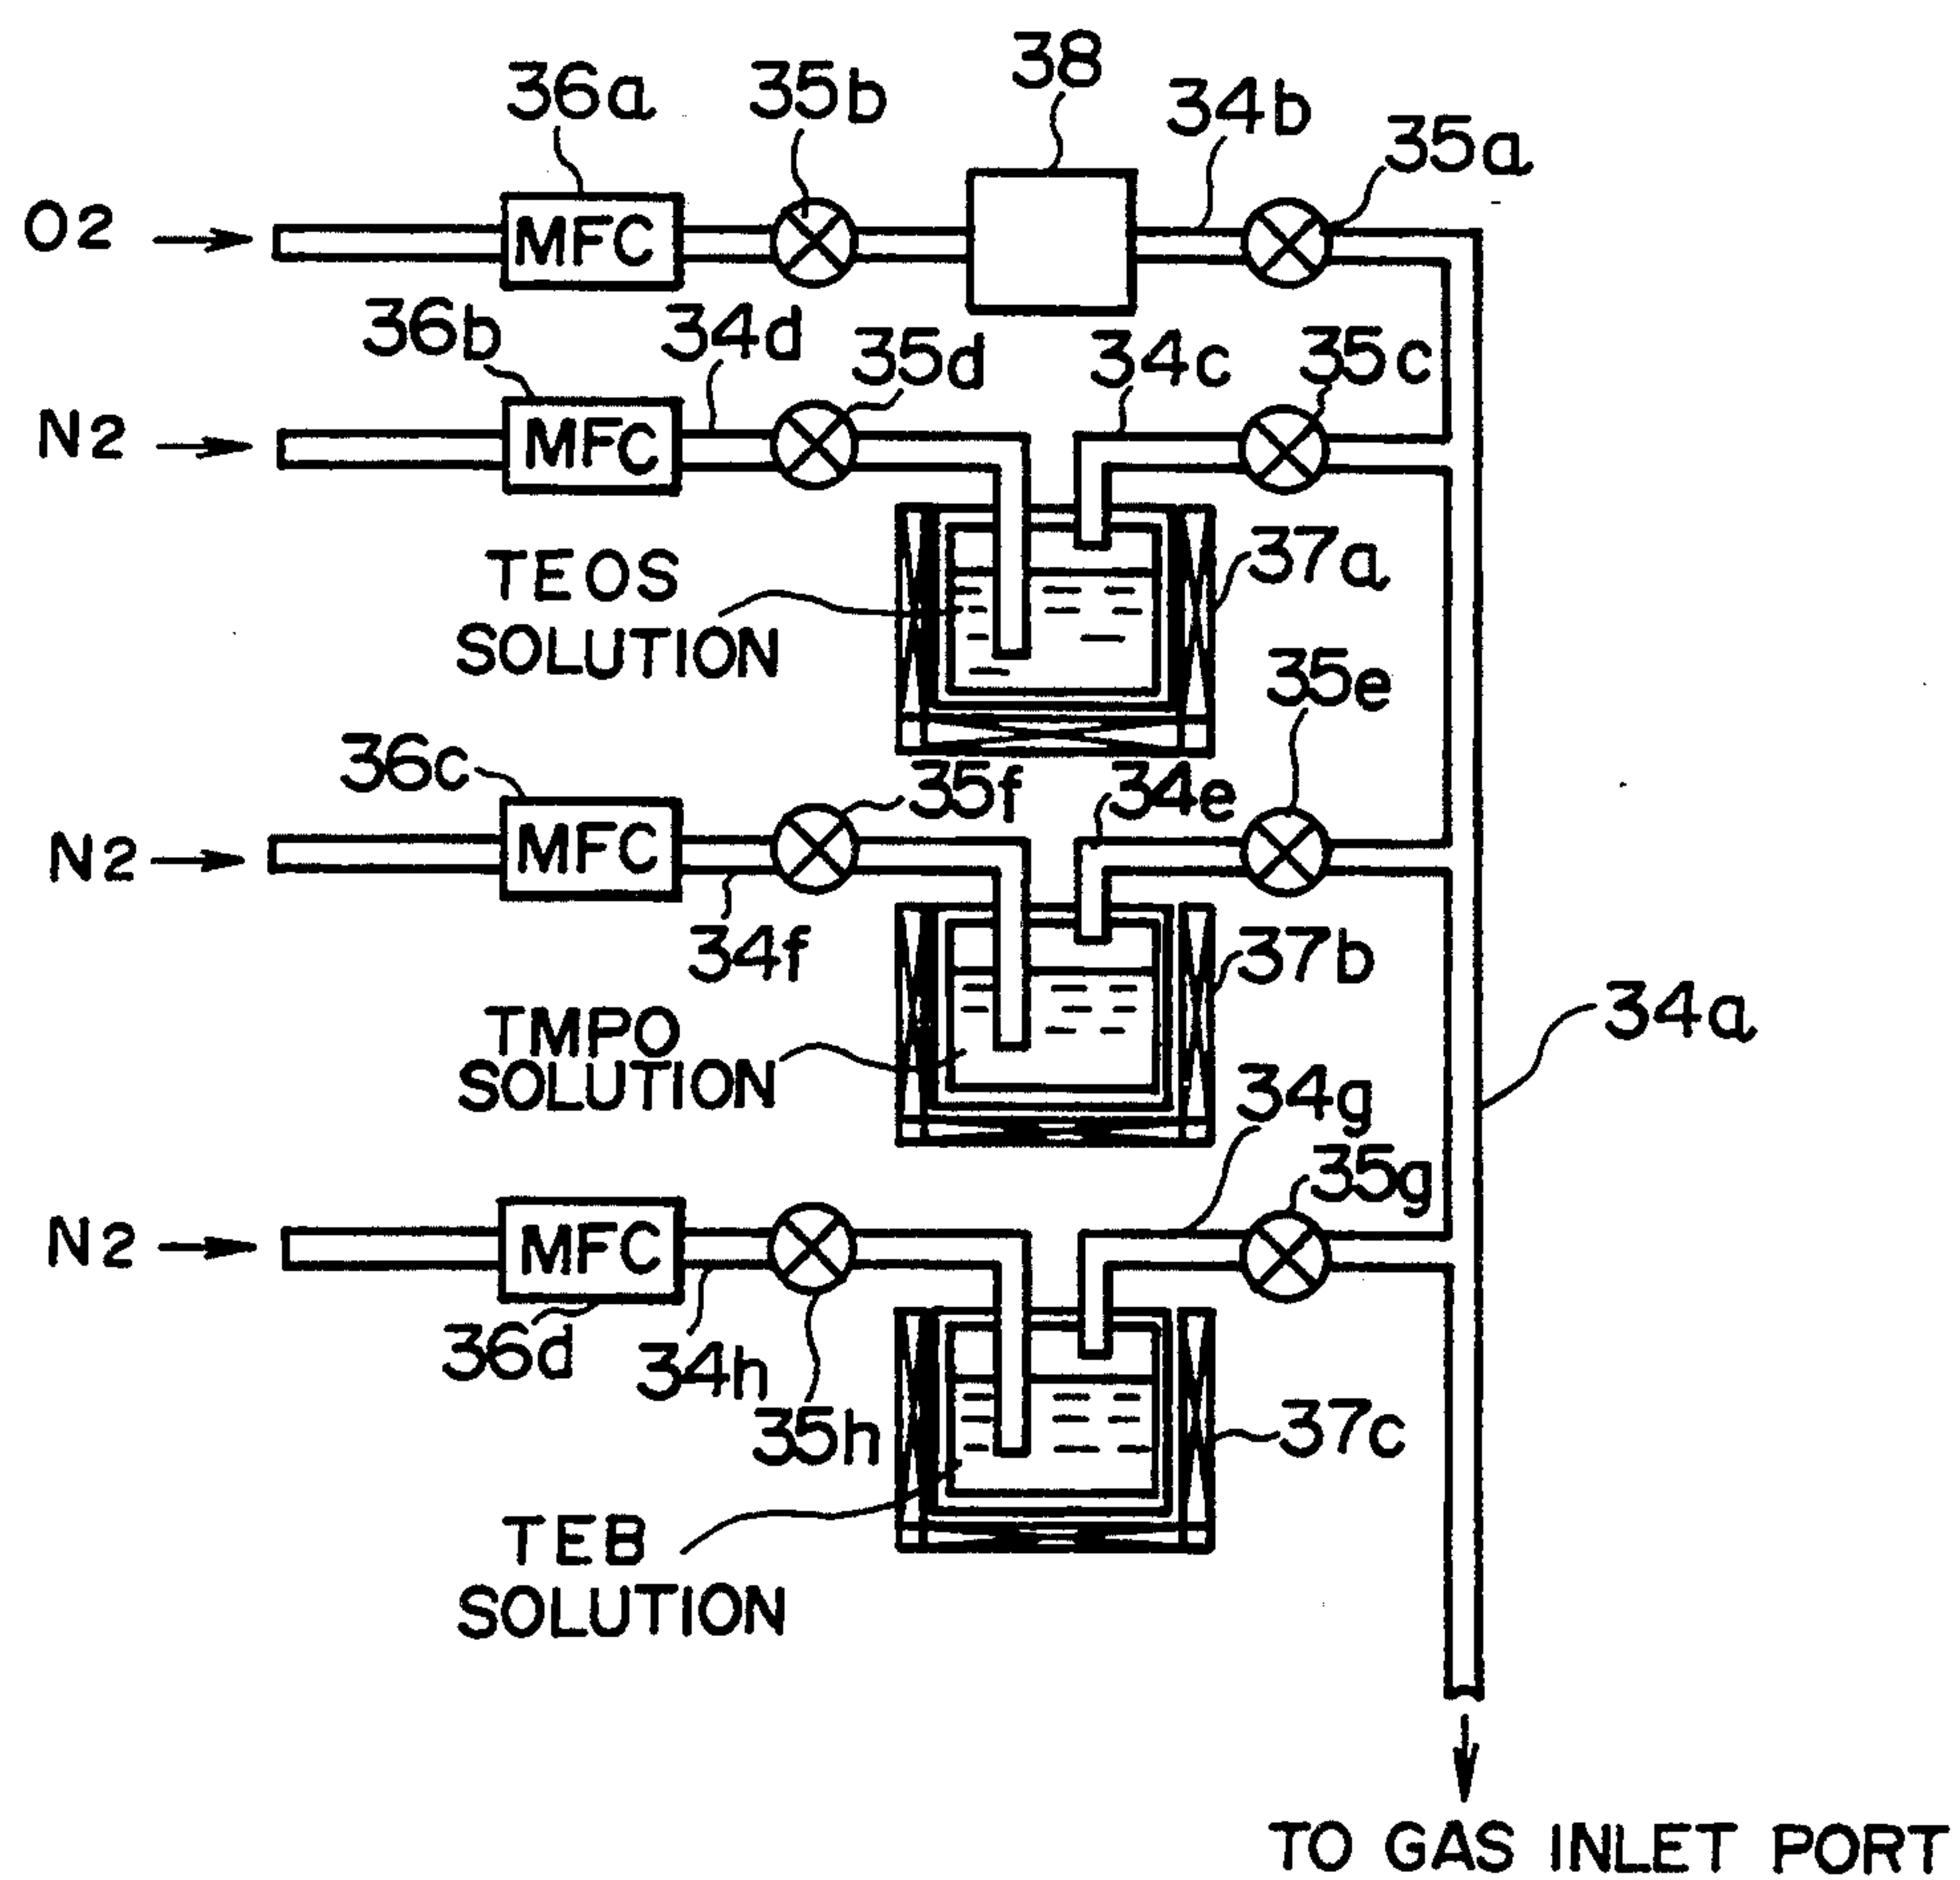 38
36a 35b 34b 35a
O2 MFC
36b 34d 35d 34c 35c
N2 MFC
TEOS 37a
SOLUTION
35e
36c 35f 34e
N2 MFC
34f 37b
TMPO 34a
SOLUTION
34g
35g
N2 MFC
36d 34h
35h 37c
TEB
SOLUTION
TO GAS INLET PORT